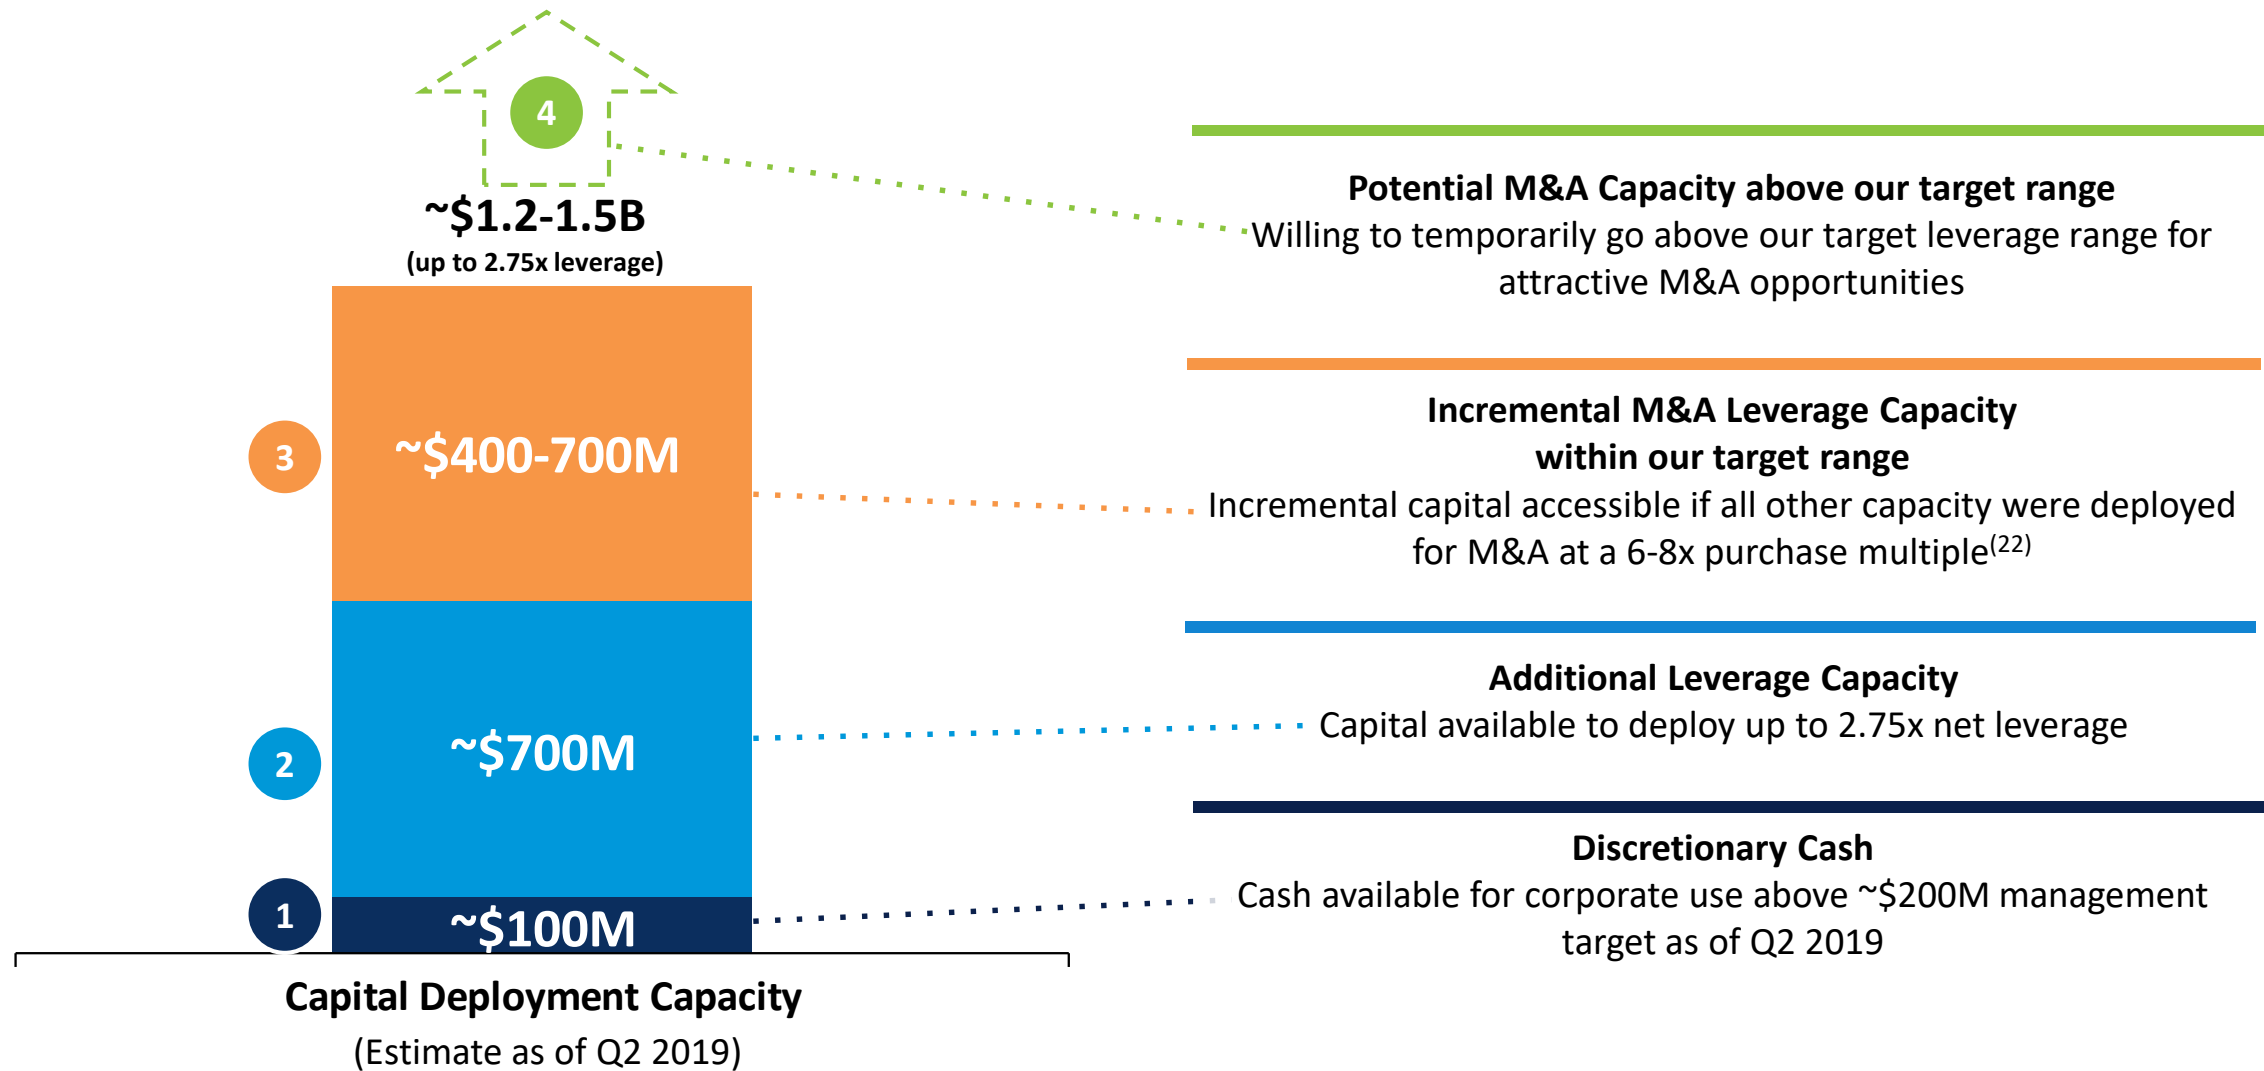 4
~$1.2-1.5B
(up to 2.75x leverage)
3
~$400-700M
2
~$700M
1
~$100M
Capital Deployment Capacity
(Estimate as of Q2 2019)
Potential M&A Capacity above our target range
Willing to temporarily go above our target leverage range for
attractive M&A opportunities
Incremental M&A Leverage Capacity
within our target range
Incremental capital accessible if all other capacity were deployed
for M&A at a 6-8x purchase multiple(22)
Additional Leverage Capacity
Capital available to deploy up to 2.75x net leverage
Discretionary Cash
Cash available for corporate use above ~$200M management
target as of Q2 2019